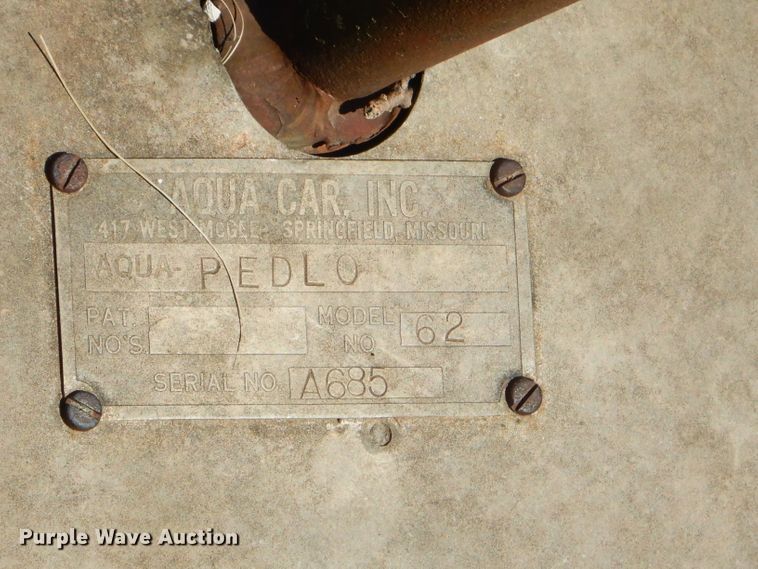 AQUA CAR, INC.
417 WEST McGEE SPRINGFIELD, MISSOURI
AQUA- PEDLO
PAT. NO'S. MODEL NO. 62
SERIAL NO. A685
Purple Wave Auction